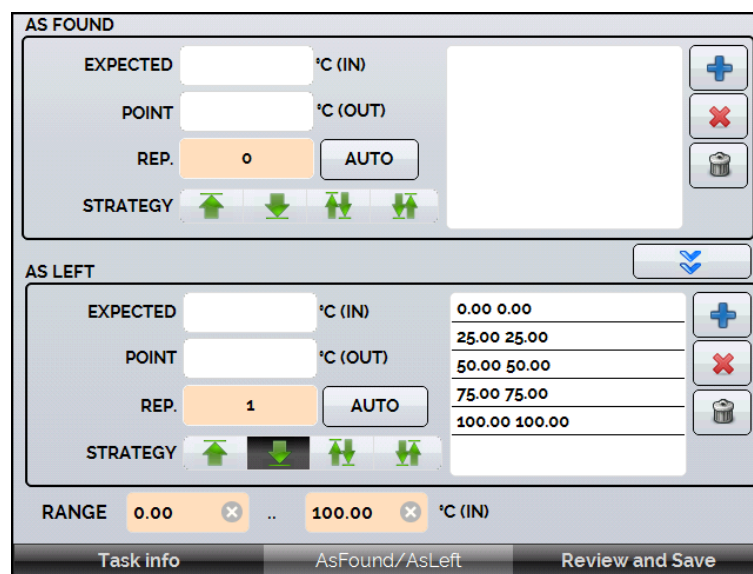 AS FOUND
EXPECTED °C (IN)
POINT °C (OUT)
REP. 0 AUTO
STRATEGY
AS LEFT
EXPECTED °C (IN)
POINT °C (OUT)
REP. 1 AUTO
STRATEGY
0.00 0.00
25.00 25.00
50.00 50.00
75.00 75.00
100.00 100.00
RANGE 0.00 .. 100.00 °C (IN)
Task info AsFound/AsLeft Review and Save